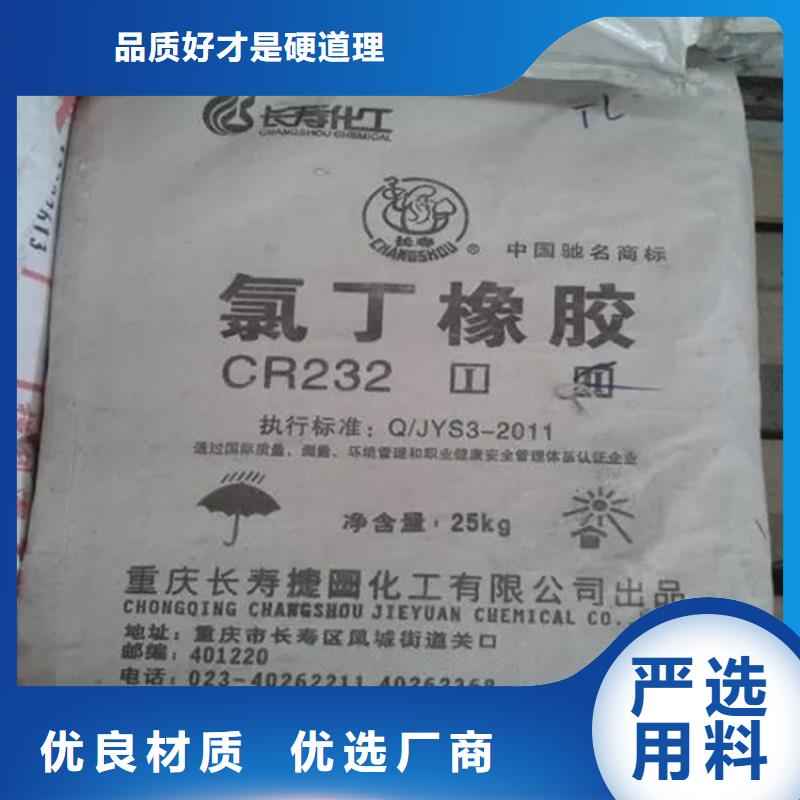 品质好才是硬道理
长寿化工
CHANGSHOU CHEMICAL
TL
长寿
CHANGSHOU ®
中国驰名商标
氯丁橡胶
CR232 I II
执行标准：Q/JYS3-2011
通过国际质量、测量、环境管理和职业健康安全管理体系认证企业
净含量：25kg
重庆长寿捷圆化工有限公司出品
CHONGQING CHANGSHOU JIEYUAN CHEMICAL CO.,
地址：重庆市长寿区凤城街道关口
邮编：401220
电话：023-40262211 40262368
严选
用料
优良材质 优选厂商